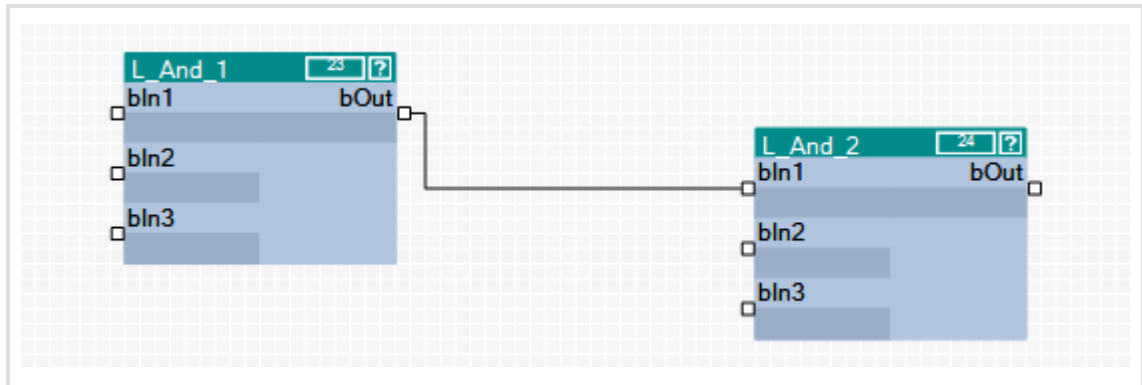 L_And_1 23 ?
bIn1 bOut
bIn2
bIn3
L_And_2 24 ?
bIn1 bOut
bIn2
bIn3